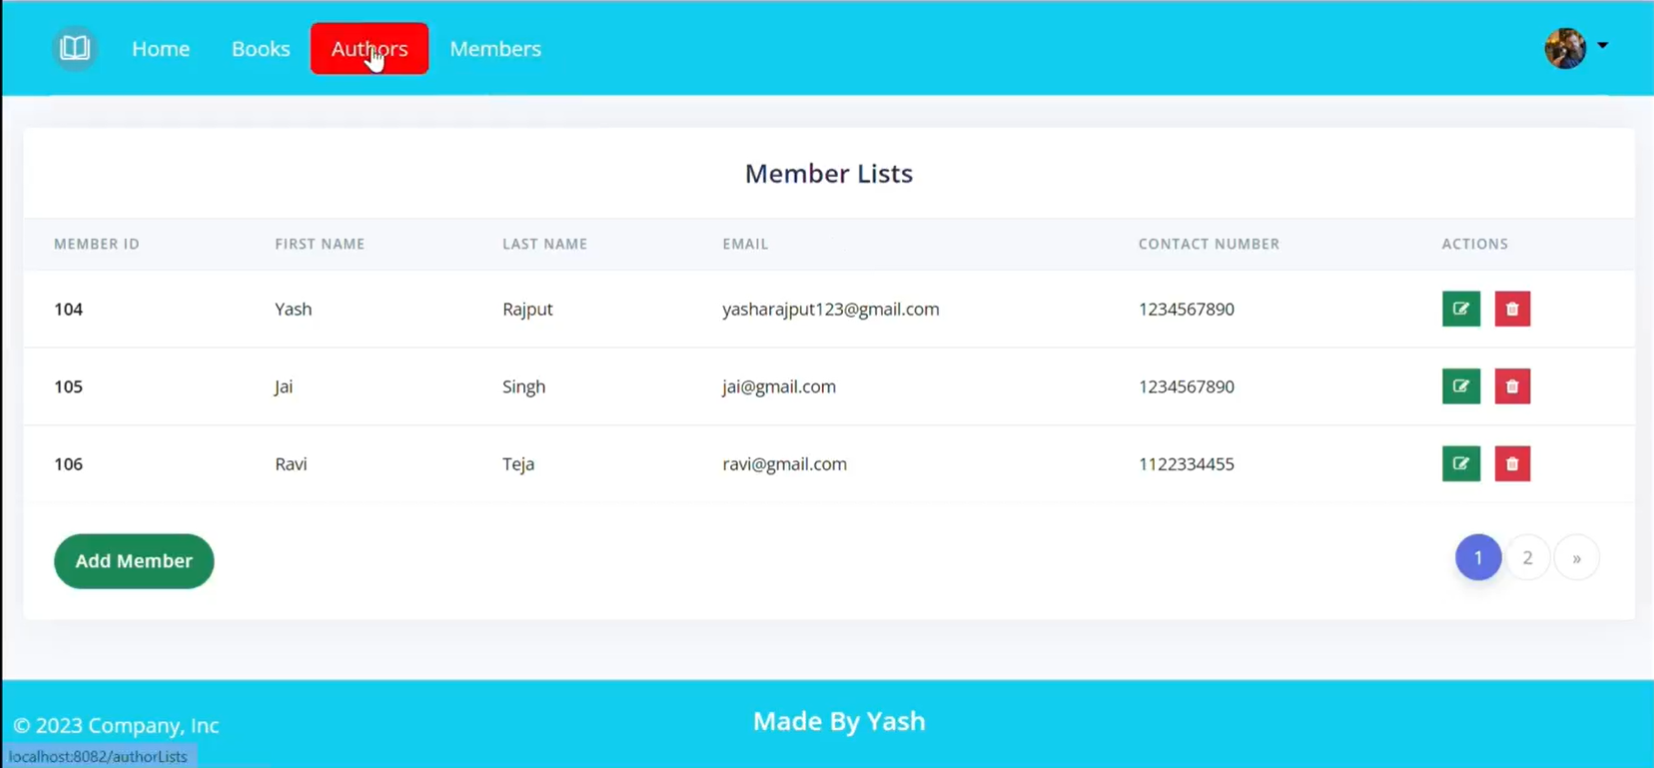 Home Books Authors Members
Member Lists
MEMBER ID FIRST NAME LAST NAME EMAIL CONTACT NUMBER ACTIONS
104 Yash Rajput yasharajput123@gmail.com 1234567890
105 Jai Singh jai@gmail.com 1234567890
106 Ravi Teja ravi@gmail.com 1122334455
Add Member 1 2 »
© 2023 Company, Inc Made By Yash
localhost:8082/authorLists